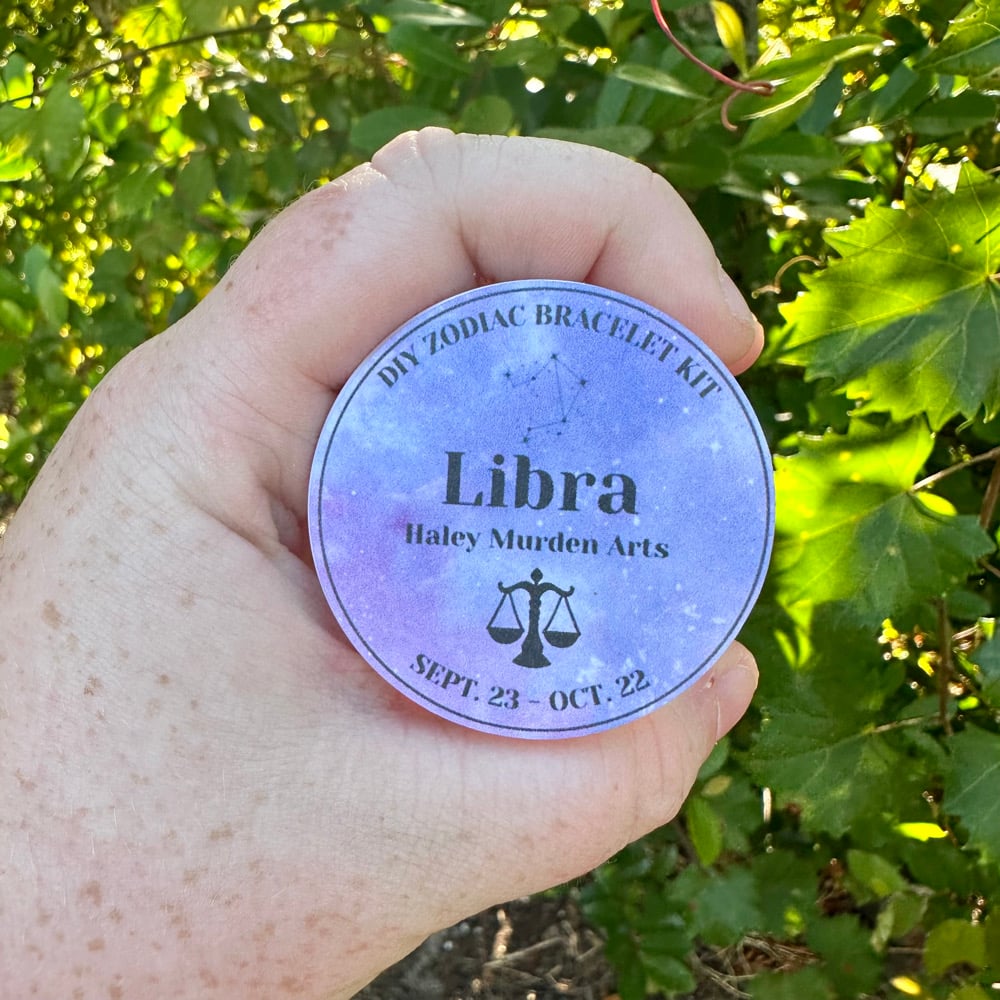 DIY ZODIAC BRACELET KIT
Libra
Haley Murden Arts
SEPT. 23 - OCT. 22